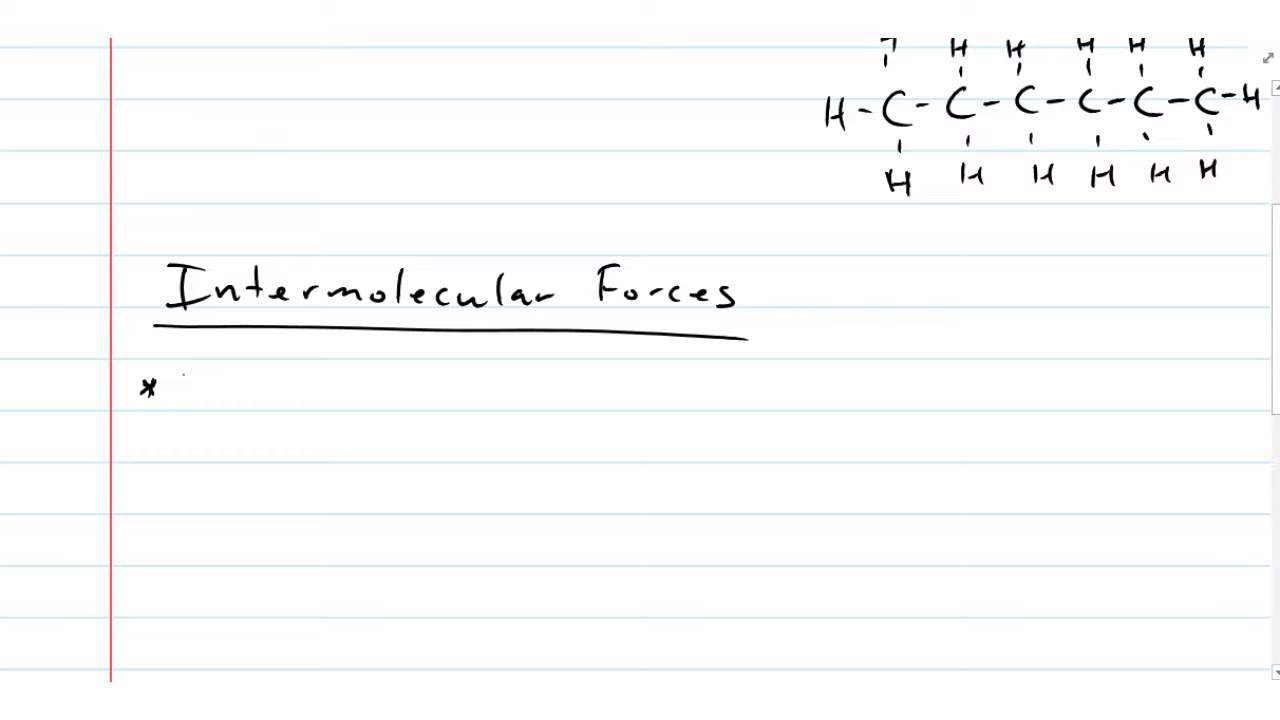 H H H H H
H - C - C - C - C - C - C - H
H H H H H H
Intermolecular Forces
*